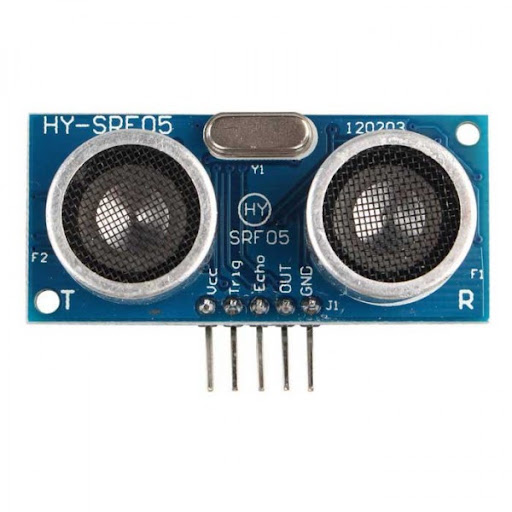 HY-SRF05
120203
Y1
HY
SRF05
F2
F1
Vcc
Trig
Echo
OUT
GND
J1
T
R